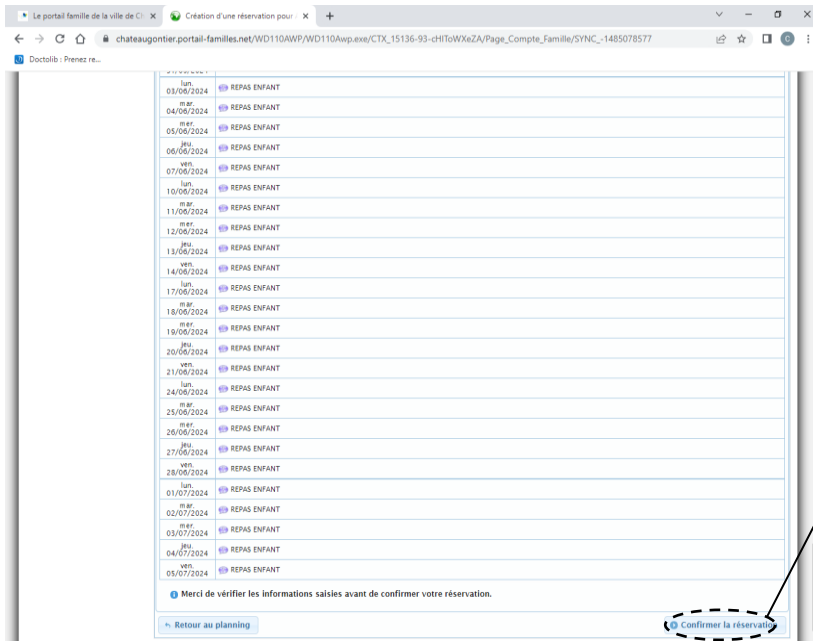 Le portail famille de la ville de Ch
Création d'une réservation pour
chateaugontier.portail-familles.net/WD110AWP/WD110Awp.exe/CTX_15136-93-cHIToWXeZA/Page_Compte_Famille/SYNC_-1485078577
C
Doctolib : Prenez re...
lun.
03/06/2024 REPAS ENFANT
mar.
04/06/2024 REPAS ENFANT
mer.
05/06/2024 REPAS ENFANT
jeu.
06/06/2024 REPAS ENFANT
ven.
07/06/2024 REPAS ENFANT
lun.
10/06/2024 REPAS ENFANT
mar.
11/06/2024 REPAS ENFANT
mer.
12/06/2024 REPAS ENFANT
jeu.
13/06/2024 REPAS ENFANT
ven.
14/06/2024 REPAS ENFANT
lun.
17/06/2024 REPAS ENFANT
mar.
18/06/2024 REPAS ENFANT
mer.
19/06/2024 REPAS ENFANT
jeu.
20/06/2024 REPAS ENFANT
ven.
21/06/2024 REPAS ENFANT
lun.
24/06/2024 REPAS ENFANT
mar.
25/06/2024 REPAS ENFANT
mer.
26/06/2024 REPAS ENFANT
jeu.
27/06/2024 REPAS ENFANT
ven.
28/06/2024 REPAS ENFANT
lun.
01/07/2024 REPAS ENFANT
mar.
02/07/2024 REPAS ENFANT
mer.
03/07/2024 REPAS ENFANT
jeu.
04/07/2024 REPAS ENFANT
ven.
05/07/2024 REPAS ENFANT
Merci de vérifier les informations saisies avant de confirmer votre réservation.
Retour au planning
Confirmer la réservation